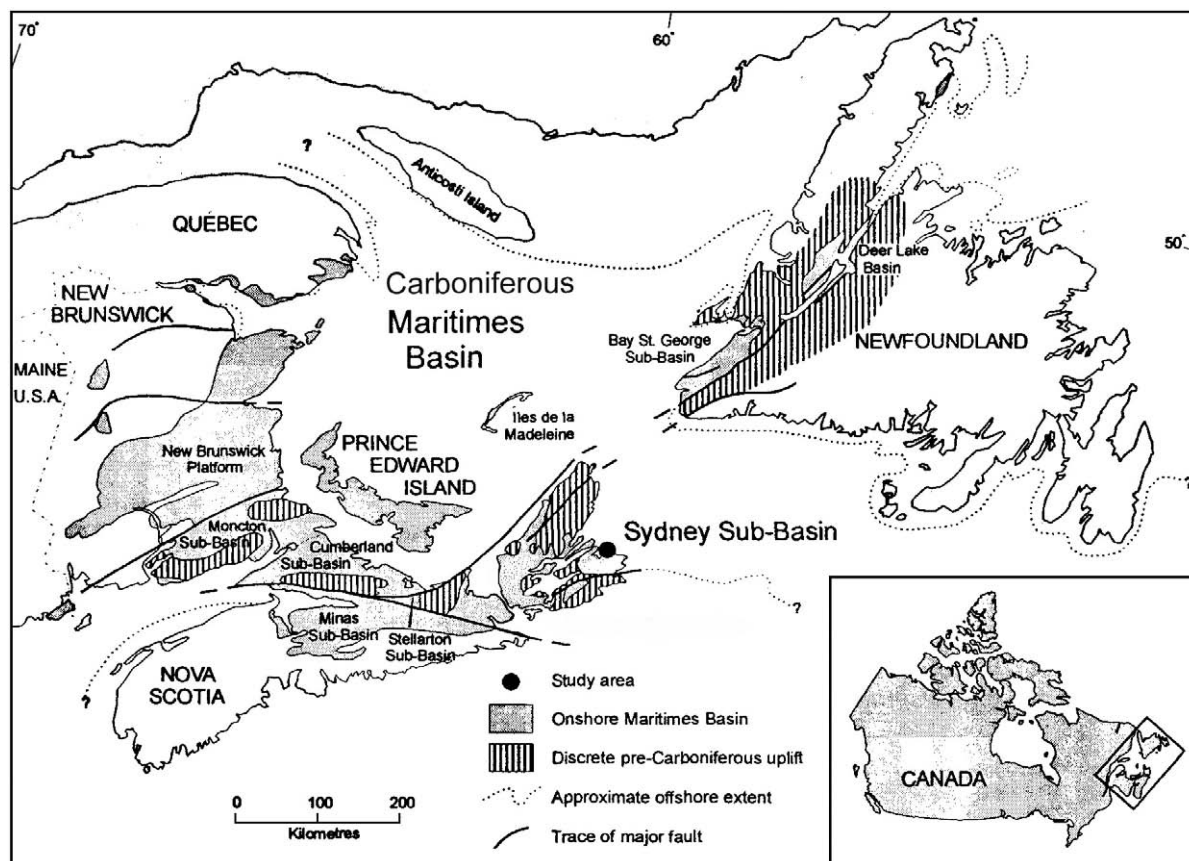 70°
60°
50°
?
Anticosti Island
QUÉBEC
NEW
BRUNSWICK
Carboniferous
Maritimes
Basin
Deer Lake
Basin
Bay St. George
Sub-Basin
NEWFOUNDLAND
MAINE
U.S.A.
Îles de la
Madeleine
New Brunswick
Platform
PRINCE
EDWARD
ISLAND
Moncton
Sub-Basin
Cumberland
Sub-Basin
Sydney Sub-Basin
?
Minas
Sub-Basin
Stellarton
Sub-Basin
NOVA
SCOTIA
?
Study area
Onshore Maritimes Basin
Discrete pre-Carboniferous uplift
Approximate offshore extent
Trace of major fault
0 100 200
Kilometres
CANADA